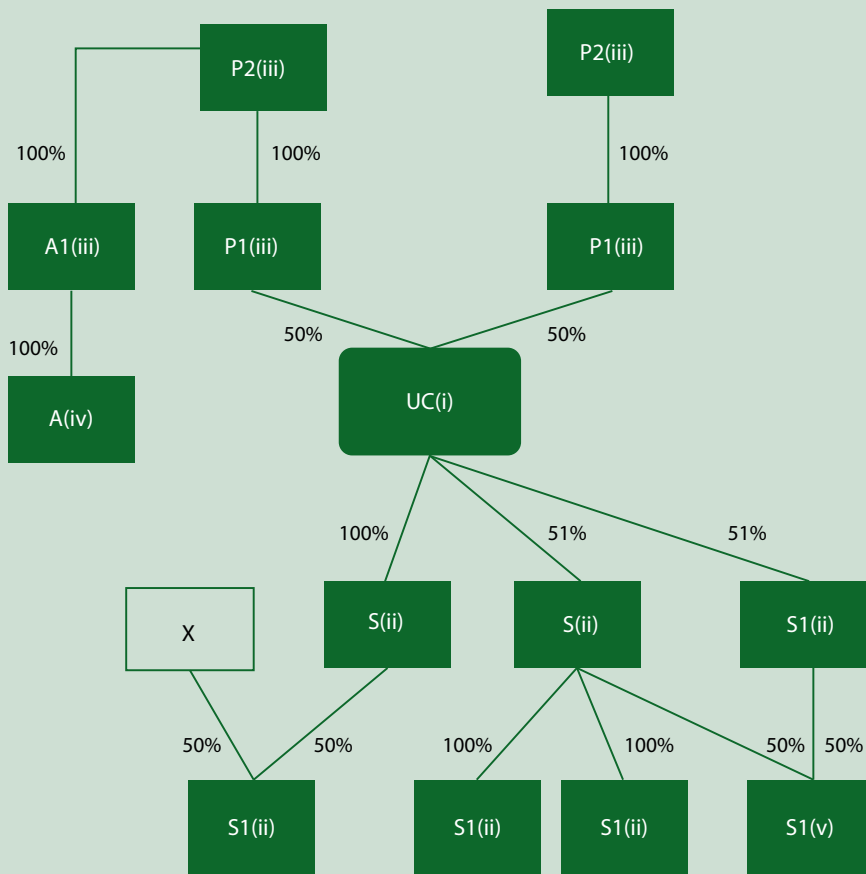 P2(iii)
P2(iii)
100%
100%
100%
A1(iii)
P1(iii)
P1(iii)
50%
50%
100%
UC(i)
A(iv)
100%
51%
51%
X
S(ii)
S(ii)
S1(ii)
50%
50%
100%
100%
50%
50%
S1(ii)
S1(ii)
S1(ii)
S1(v)